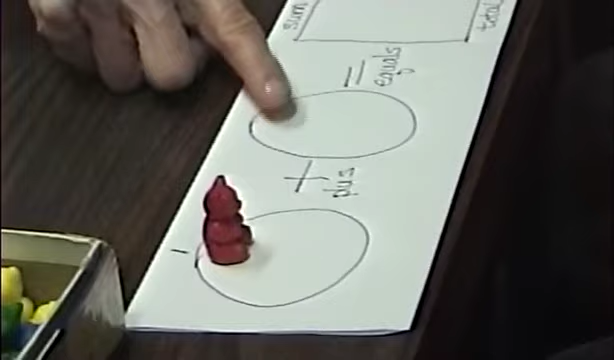 1
sum
+
plus
=
equals
total